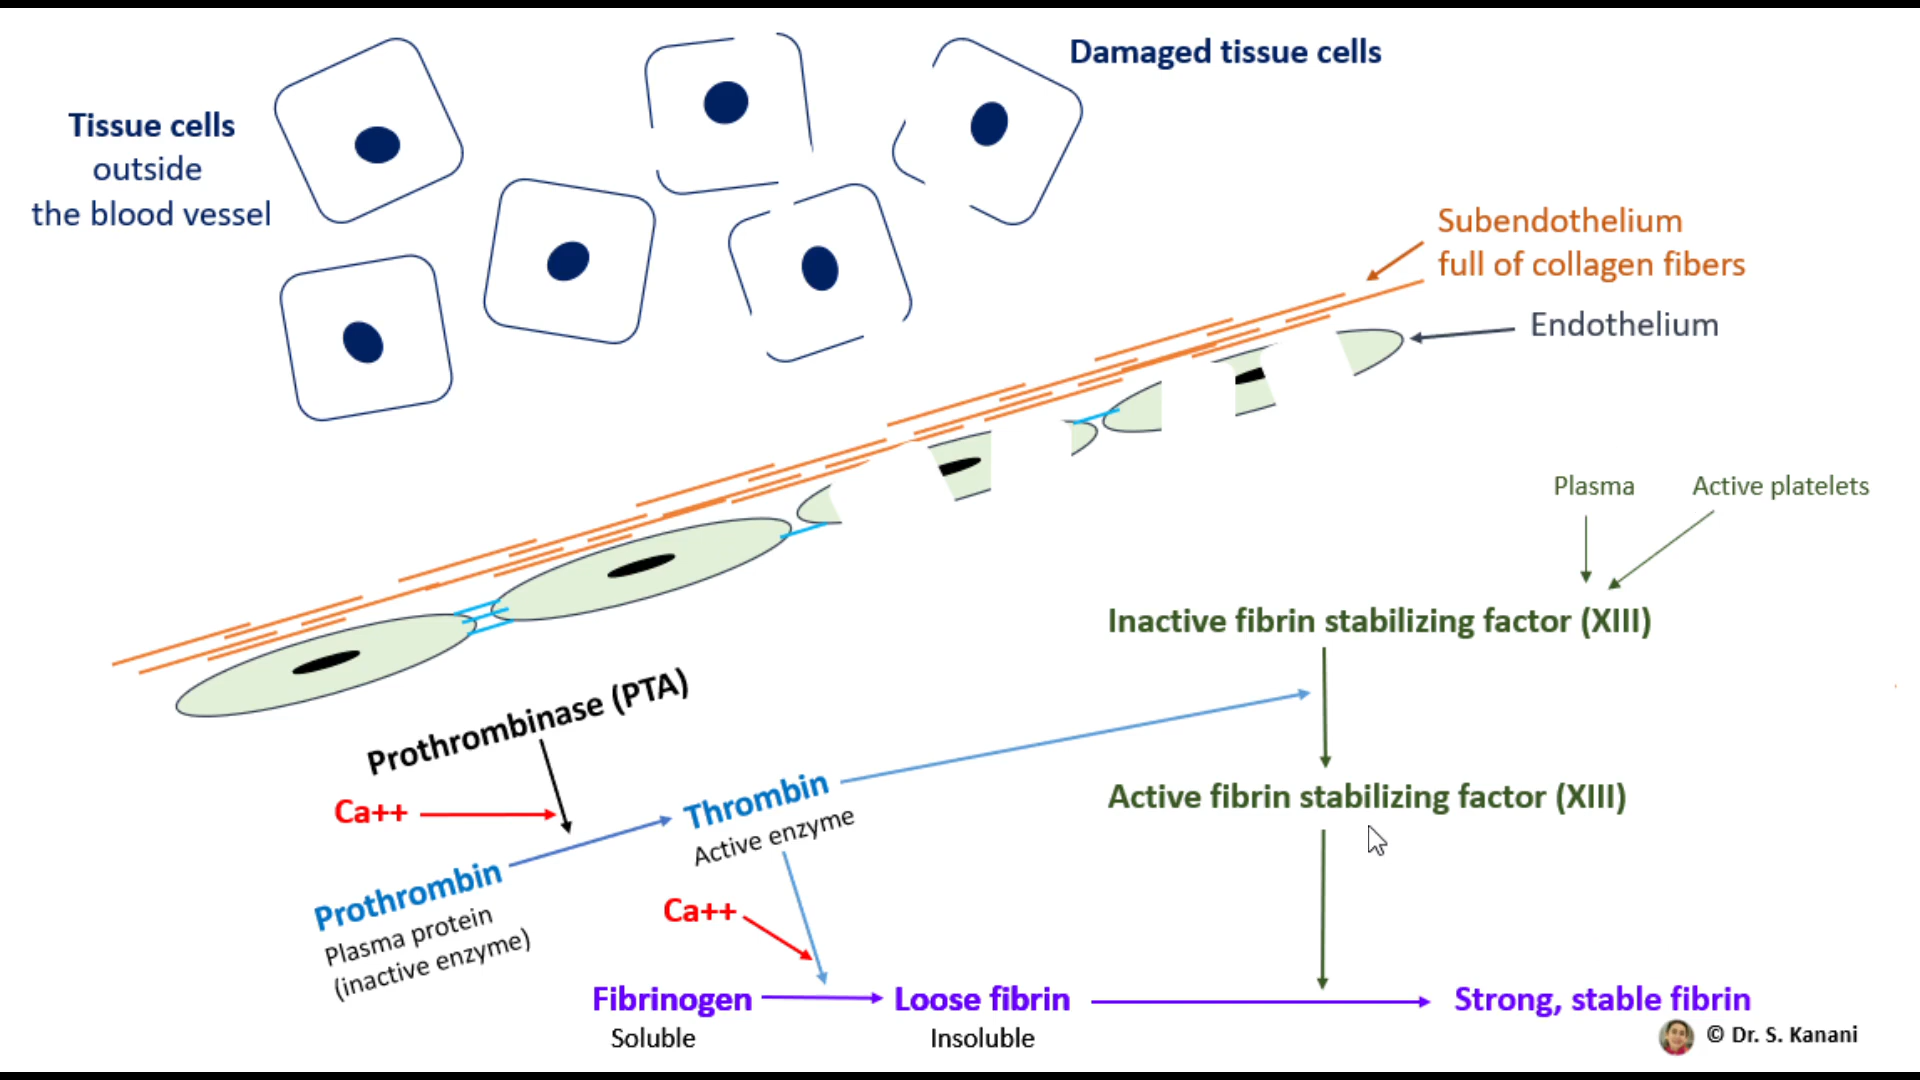 Damaged tissue cells
Tissue cells
outside
the blood vessel
Subendothelium
full of collagen fibers
Endothelium
Plasma
Active platelets
Inactive fibrin stabilizing factor (XIII)
Prothrombinase (PTA)
Ca++
Thrombin
Active enzyme
Active fibrin stabilizing factor (XIII)
Prothrombin
Plasma protein
(inactive enzyme)
Ca++
Fibrinogen
Soluble
Loose fibrin
Insoluble
Strong, stable fibrin
© Dr. S. Kanani